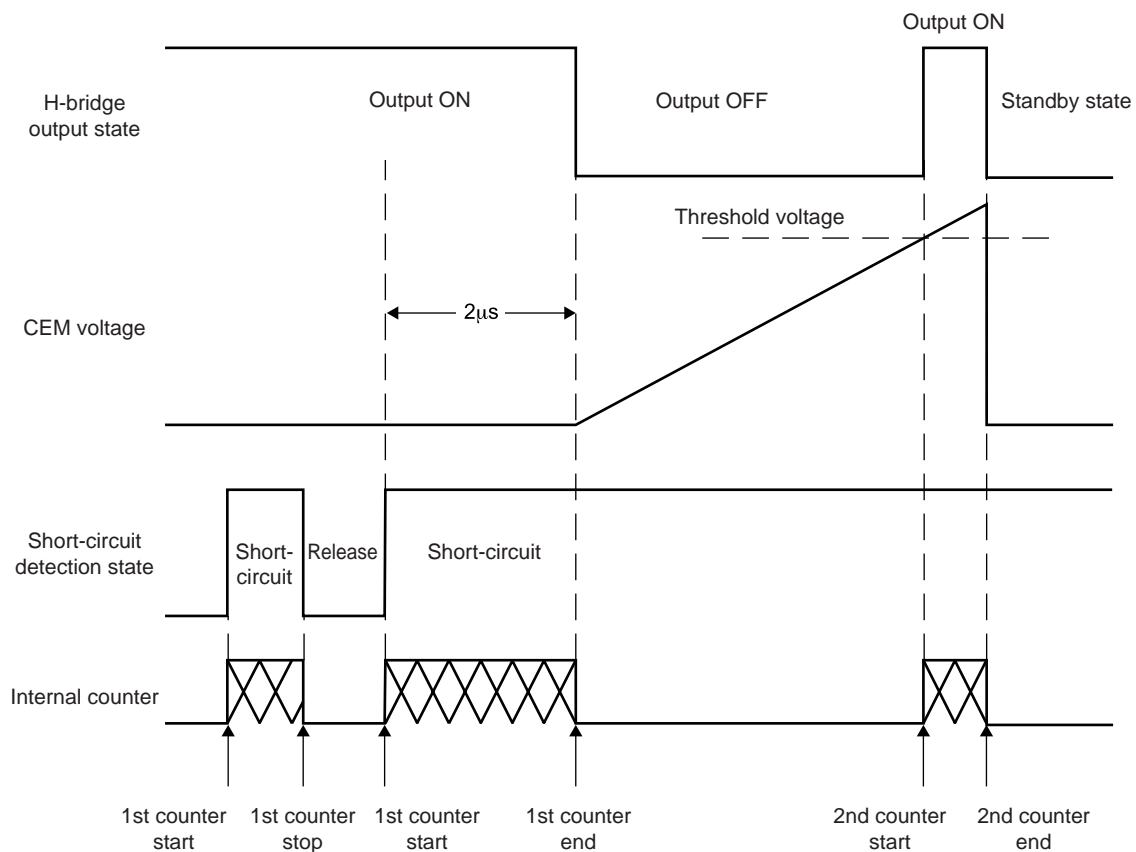 Output ON
H-bridge
output state
Output ON
Output OFF
Standby state
Threshold voltage
CEM voltage
2μs
Short-circuit
detection state
Short-
circuit
Release
Short-circuit
Internal counter
1st counter
start
1st counter
stop
1st counter
start
1st counter
end
2nd counter
start
2nd counter
end